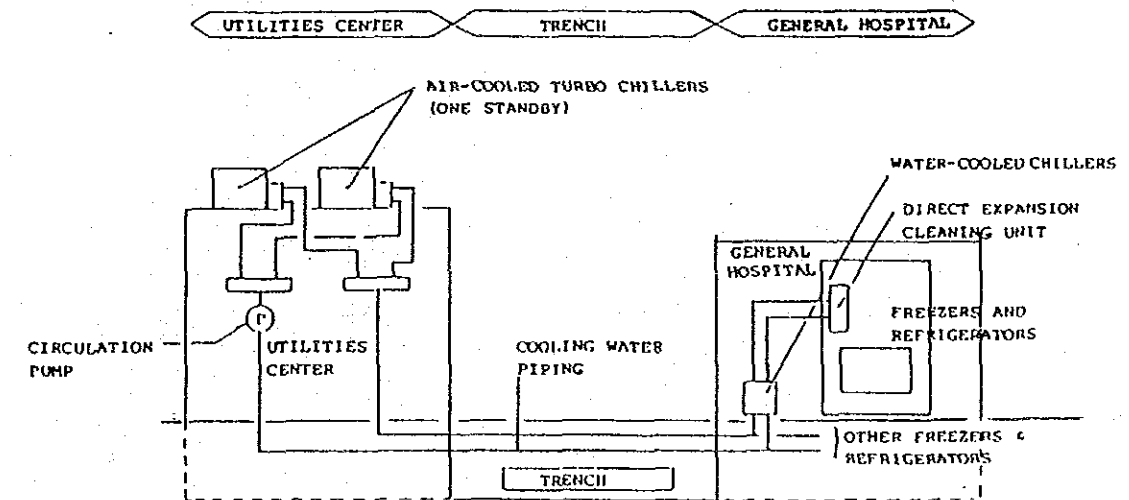 UTILITIES CENTER
TRENCH
GENERAL HOSPITAL
AIR-COOLED TURBO CHILLERS
(ONE STANDBY)
WATER-COOLED CHILLERS
DIRECT EXPANSION
CLEANING UNIT
GENERAL
HOSPITAL
FREEZERS AND
REFRIGERATORS
CIRCULATION
PUMP
P
UTILITIES
CENTER
COOLING WATER
PIPING
OTHER FREEZERS &
REFRIGERATORS
TRENCH